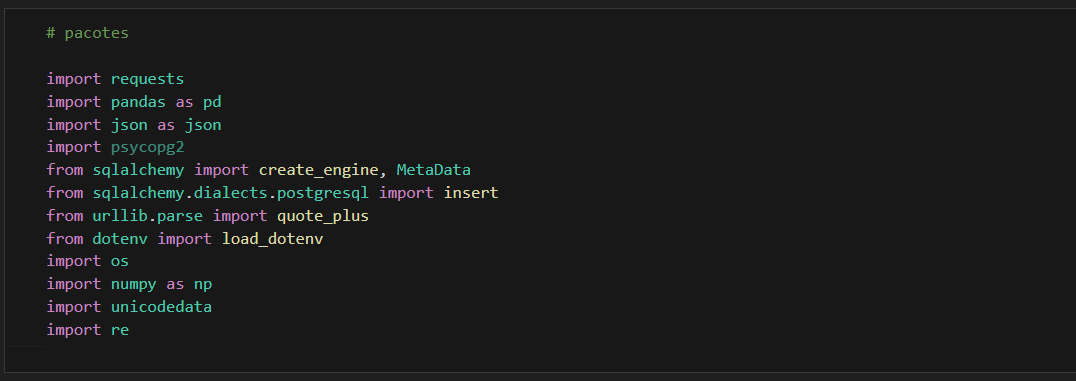 # pacotes
import requests
import pandas as pd
import json as json
import psycopg2
from sqlalchemy import create_engine, MetaData
from sqlalchemy.dialects.postgresql import insert
from urllib.parse import quote_plus
from dotenv import load_dotenv
import os
import numpy as np
import unicodedata
import re